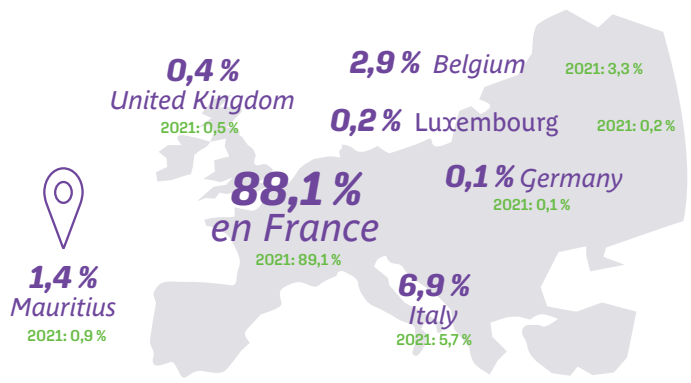 0,4 %
United Kingdom
2021: 0,5 %
2,9 % Belgium 2021: 3,3 %
0,2 % Luxembourg 2021: 0,2 %
88,1 %
en France
2021: 89,1 %
0,1 % Germany
2021: 0,1 %
1,4 %
Mauritius
2021: 0,9 %
6,9 %
Italy
2021: 5,7 %